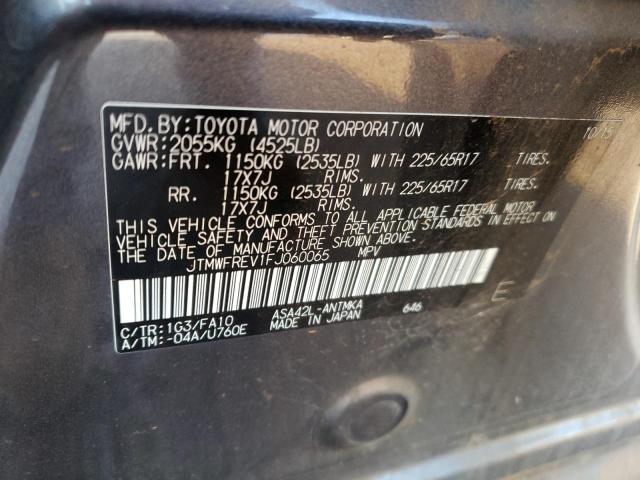 MFD. BY: TOYOTA MOTOR CORPORATION 10/15
GVWR: 2055KG (4525LB)
GAWR: FRT. 1150KG (2535LB) WITH 225/65R17 TIRES.
17X7J RIMS.
RR. 1150KG (2535LB) WITH 225/65R17 TIRES.
17X7J RIMS.
THIS VEHICLE CONFORMS TO ALL APPLICABLE FEDERAL MOTOR
VEHICLE SAFETY AND THEFT PREVENTION STANDARDS IN EFFECT ON
THE DATE OF MANUFACTURE SHOWN ABOVE.
JTMWFREV1FJ060065 MPV
E
C/TR: 1G3/FA10 ASA42L-ANTMKA 646
A/TM: -04A/U760E MADE IN JAPAN